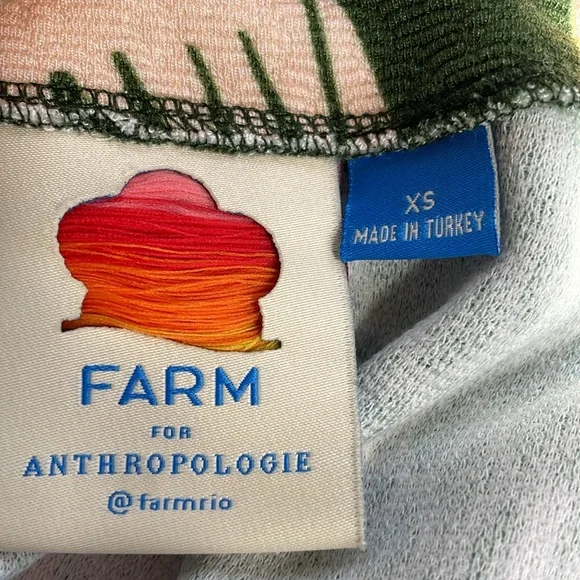 FARM
FOR
ANTHROPOLOGIE
@farmrio
XS
MADE IN TURKEY